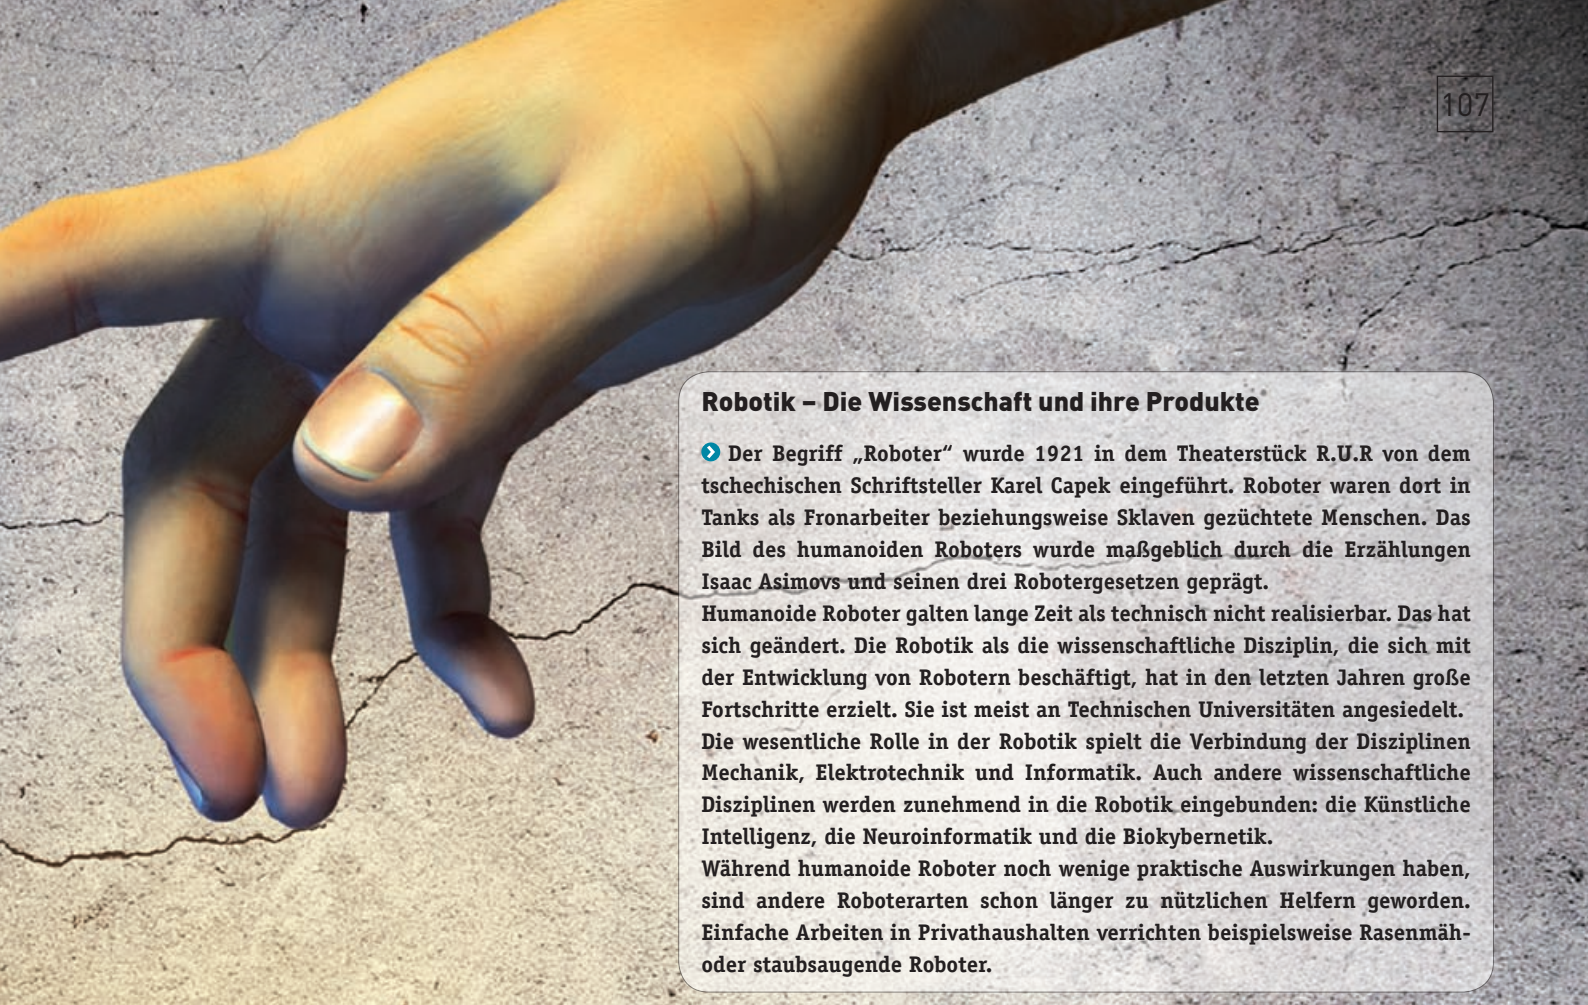 107
Robotik – Die Wissenschaft und ihre Produkte
Der Begriff „Roboter“ wurde 1921 in dem Theaterstück R.U.R von dem
tschechischen Schriftsteller Karel Capek eingeführt. Roboter waren dort in
Tanks als Fronarbeiter beziehungsweise Sklaven gezüchtete Menschen. Das
Bild des humanoiden Roboters wurde maßgeblich durch die Erzählungen
Isaac Asimovs und seinen drei Robotergesetzen geprägt.
Humanoide Roboter galten lange Zeit als technisch nicht realisierbar. Das hat
sich geändert. Die Robotik als die wissenschaftliche Disziplin, die sich mit
der Entwicklung von Robotern beschäftigt, hat in den letzten Jahren große
Fortschritte erzielt. Sie ist meist an Technischen Universitäten angesiedelt.
Die wesentliche Rolle in der Robotik spielt die Verbindung der Disziplinen
Mechanik, Elektrotechnik und Informatik. Auch andere wissenschaftliche
Disziplinen werden zunehmend in die Robotik eingebunden: die Künstliche
Intelligenz, die Neuroinformatik und die Biokybernetik.
Während humanoide Roboter noch wenige praktische Auswirkungen haben,
sind andere Roboterarten schon länger zu nützlichen Helfern geworden.
Einfache Arbeiten in Privathaushalten verrichten beispielsweise Rasenmäh-
oder staubsaugende Roboter.